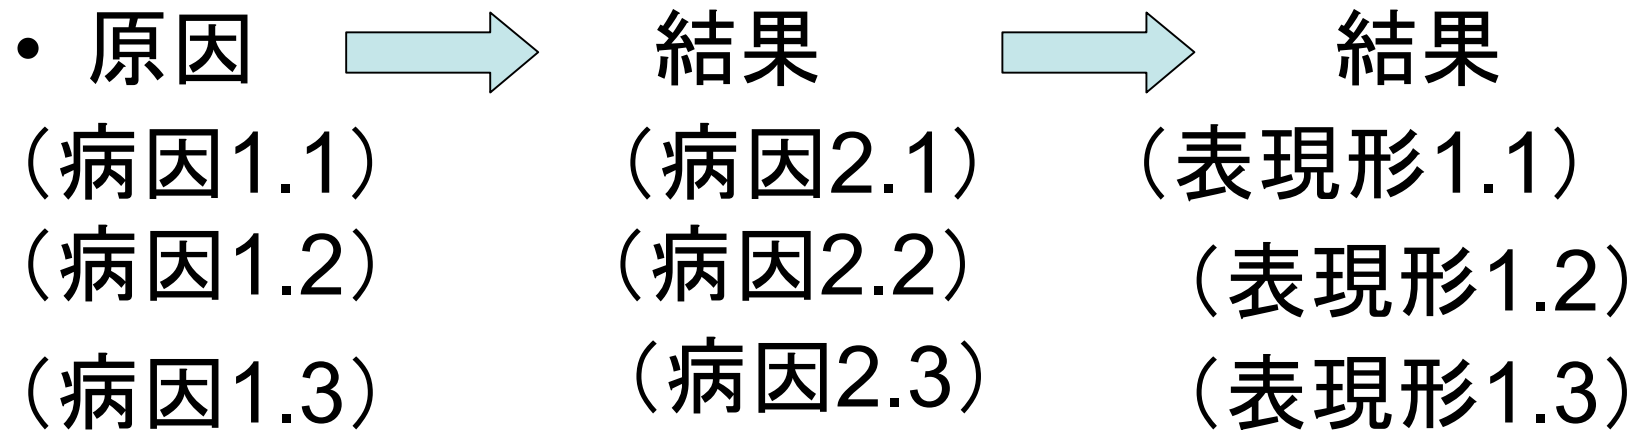 • 原因 結果 結果
（病因1.1） （病因2.1） （表現形1.1）
（病因1.2） （病因2.2） （表現形1.2）
（病因1.3） （病因2.3） （表現形1.3）